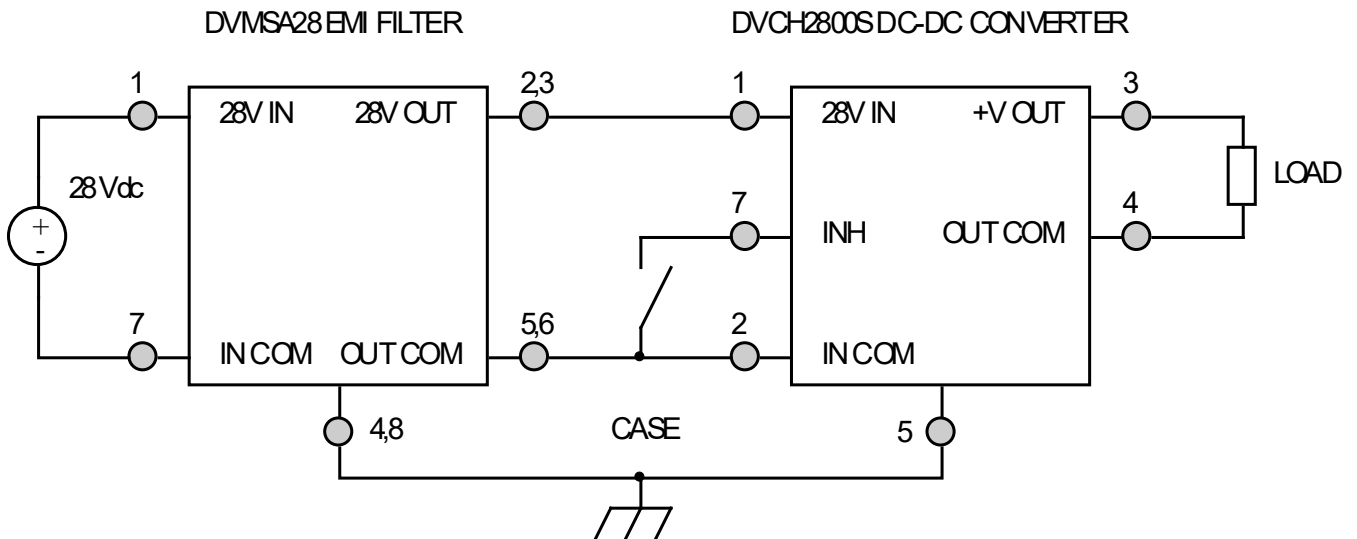 DVMSA28 EMI FILTER DVCH2800S DC-DC CONVERTER
1 2,3 1 3
28V IN 28V OUT 28V IN +V OUT
28 Vdc LOAD
+ 7 4
- INH OUT COM
7 5,6 2
IN COM OUT COM IN COM
4,8 CASE 5